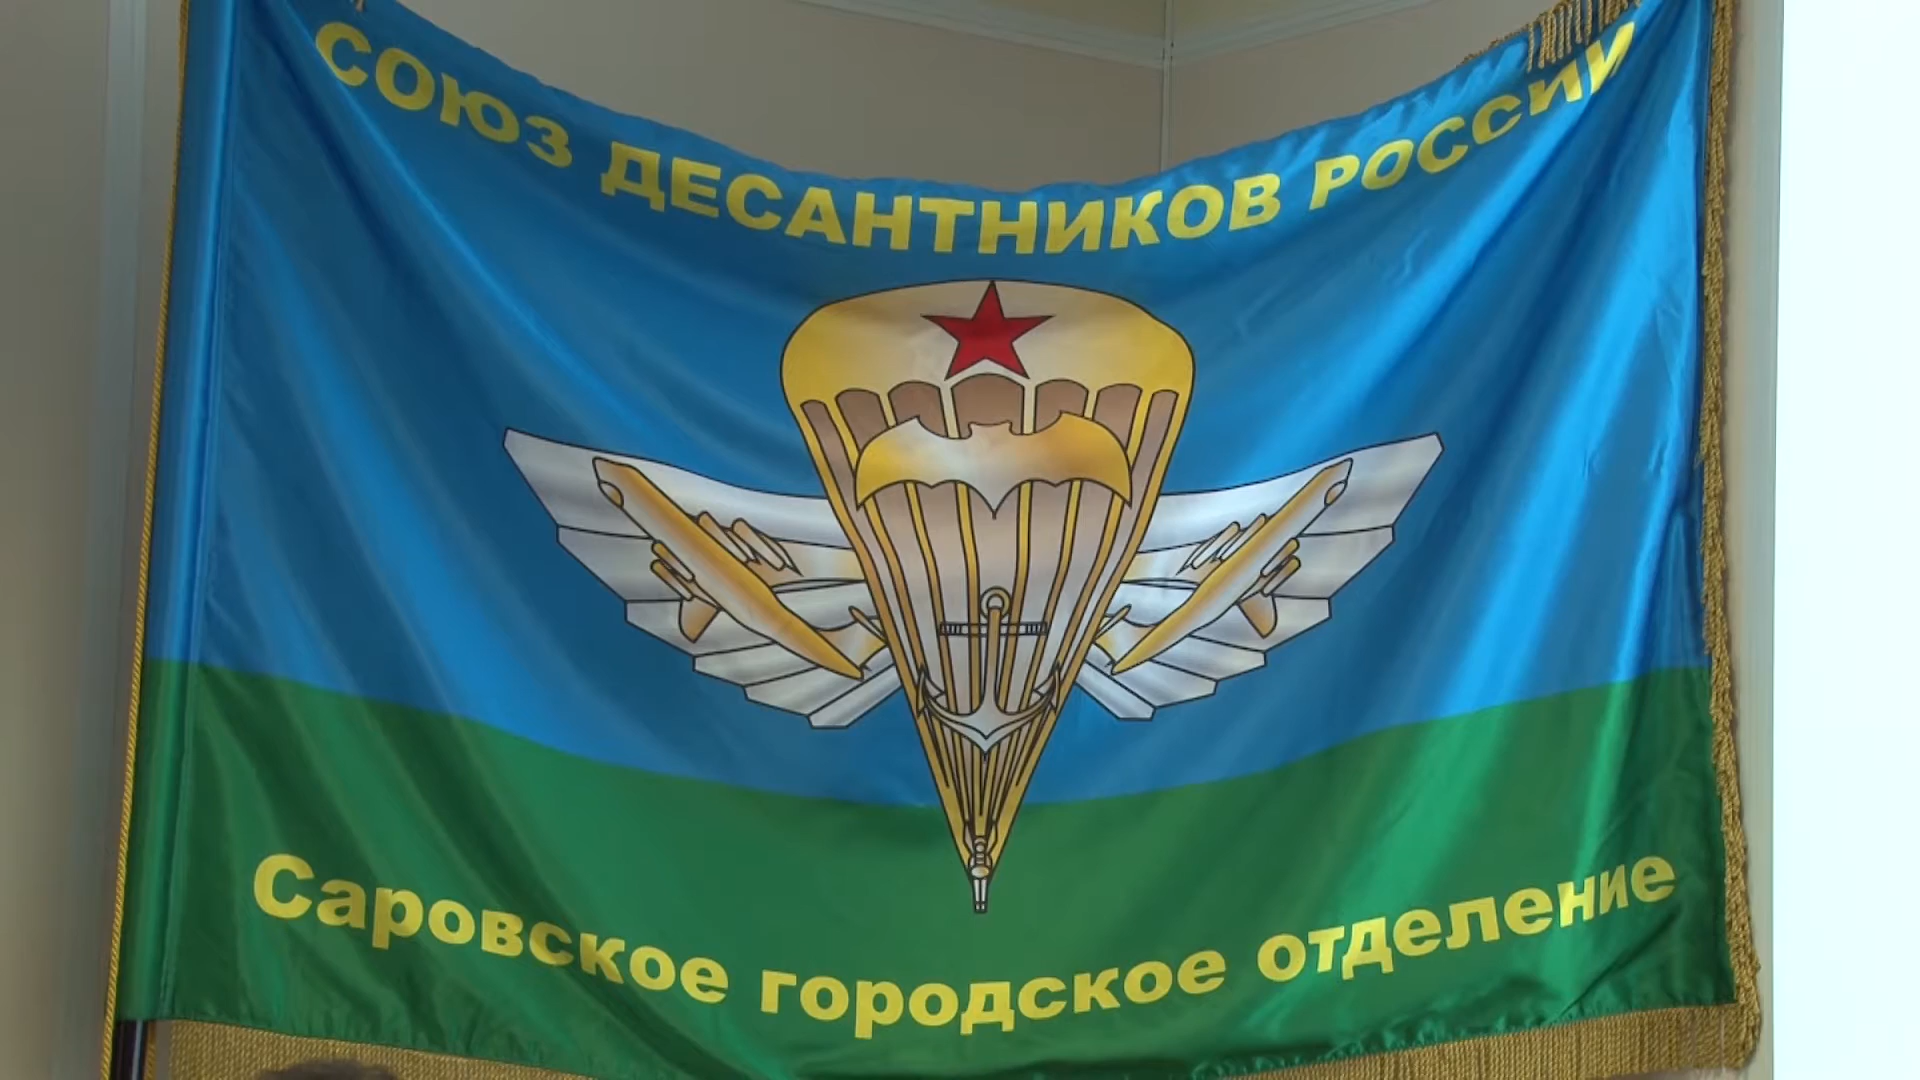 СОЮЗ ДЕСАНТНИКОВ РОССИИ
Саровское городское отделение